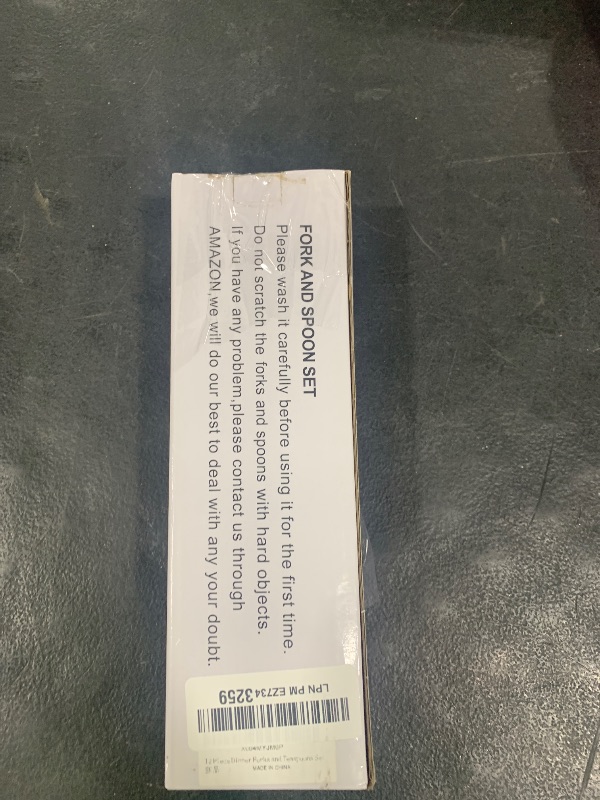 FORK AND SPOON SET
Please wash it carefully before using it for the first time.
Do not scratch the forks and spoons with hard objects.
If you have any problem,please contact us through
AMAZON,we will do our best to deal with any your doubt.
LPN PM EZ734 3259
MADE IN CHINA